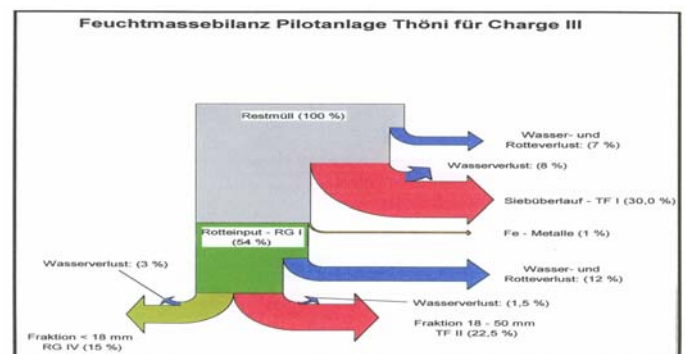 Feuchtmassebilanz Pilotanlage Thöni für Charge III
Restmüll (100 %)
Wasser- und
Rotteverlust: (7 %)
Wasserverlust: (8 %)
Siebüberlauf - TF I (30,0 %)
Rotteinput - RG I
(54 %)
Fe - Metalle (1 %)
Wasserverlust: (3 %)
Wasser- und
Rotteverlust: (12 %)
Wasserverlust: (1,5 %)
Fraktion < 18 mm
RG IV (15 %)
Fraktion 18 - 50 mm
TF II (22,5 %)